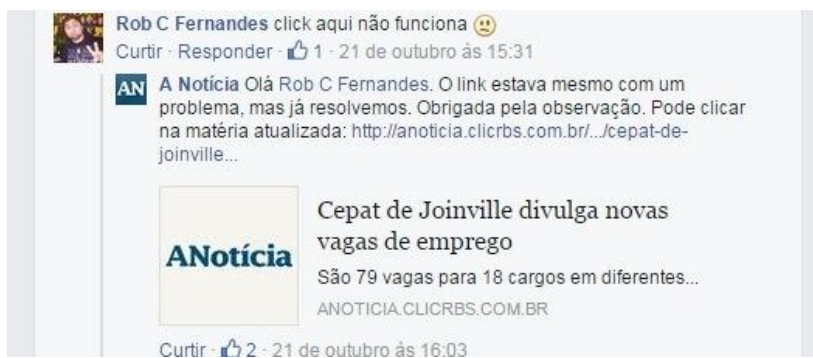 Rob C Fernandes click aqui não funciona
Curtir · Responder · 1 · 21 de outubro às 15:31
AN A Notícia Olá Rob C Fernandes. O link estava mesmo com um
problema, mas já resolvemos. Obrigada pela observação. Pode clicar
na matéria atualizada: http://anoticia.clicrbs.com.br/.../cepat-de-
joinville...
ANotícia
Cepat de Joinville divulga novas
vagas de emprego
São 79 vagas para 18 cargos em diferentes...
ANOTICIA.CLICRBS.COM.BR
Curtir · 2 · 21 de outubro às 16:03